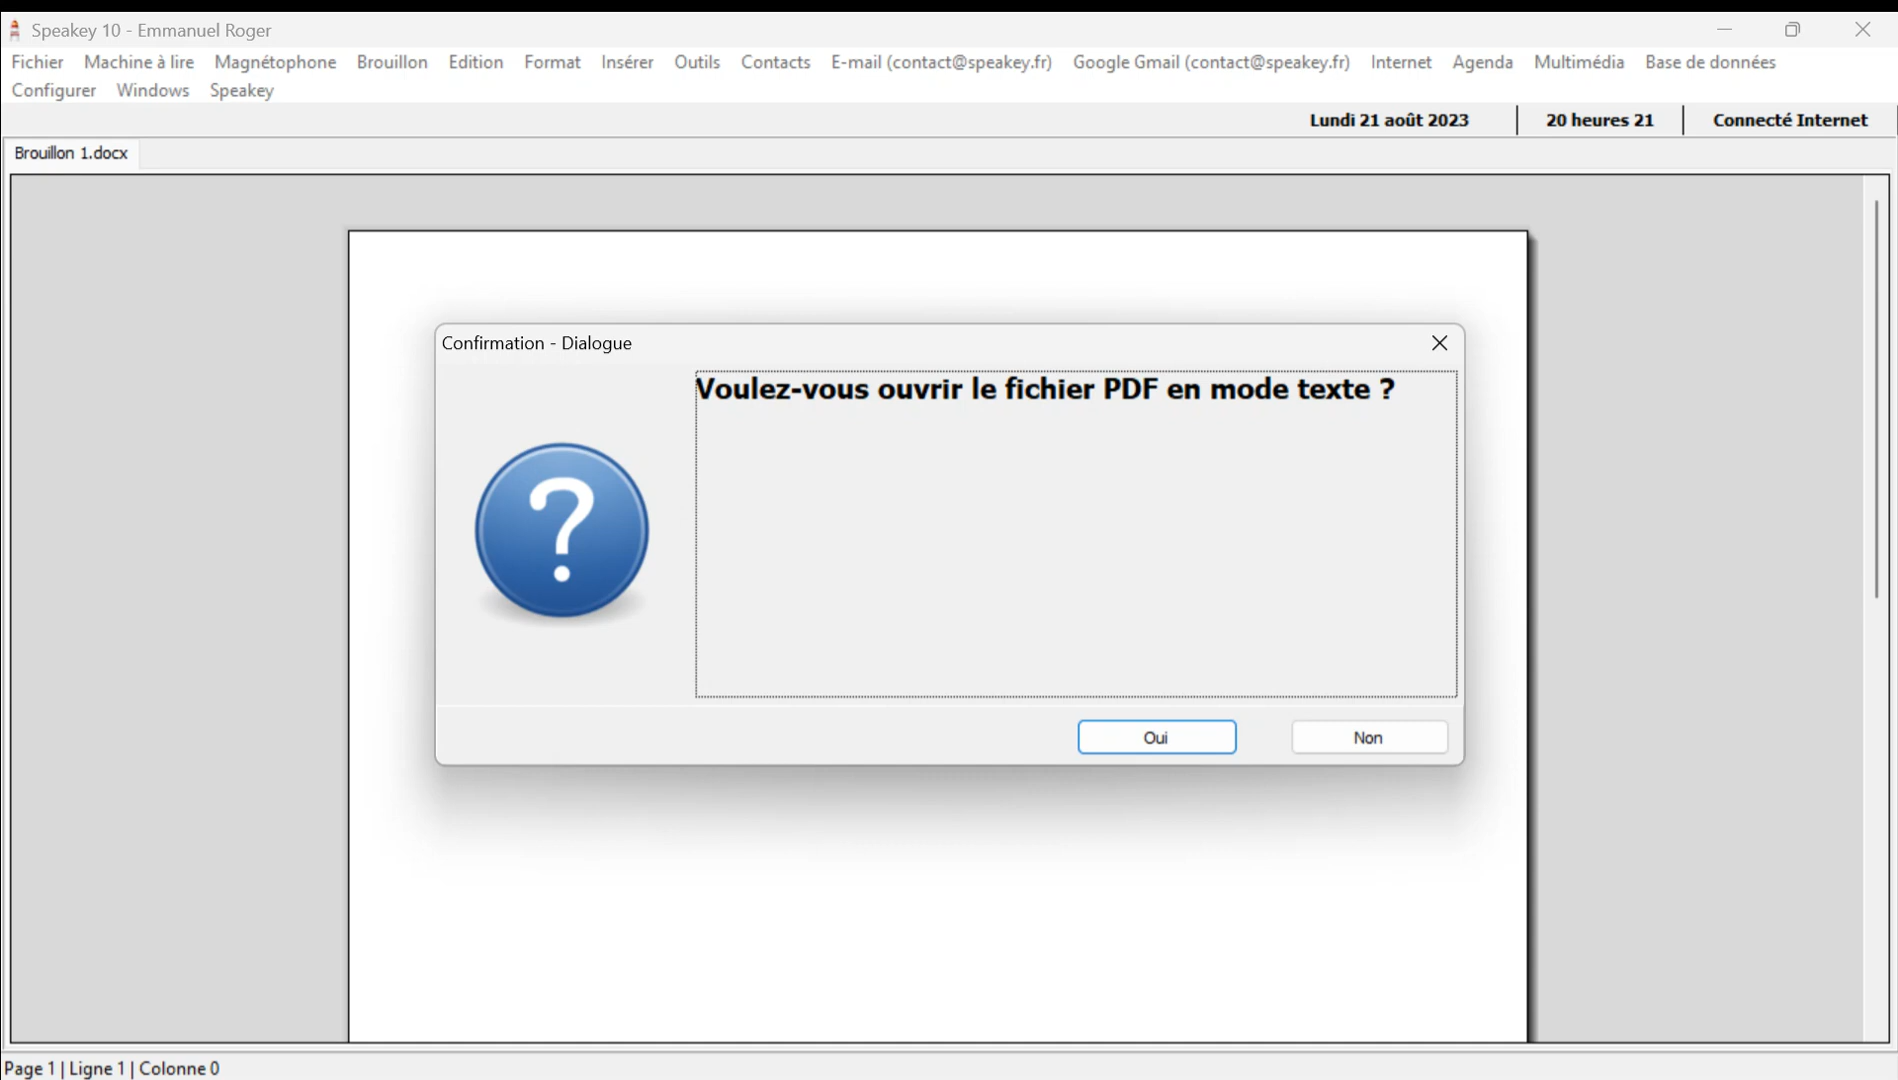 Speakey 10 - Emmanuel Roger
Fichier Machine à lire Magnétophone Brouillon Edition Format Insérer Outils Contacts E-mail (contact@speakey.fr) Google Gmail (contact@speakey.fr) Internet Agenda Multimédia Base de données
Configurer Windows Speakey
Lundi 21 août 2023 20 heures 21 Connecté Internet
Brouillon 1.docx
Confirmation - Dialogue
Voulez-vous ouvrir le fichier PDF en mode texte ?
?
Oui Non
Page 1 | Ligne 1 | Colonne 0